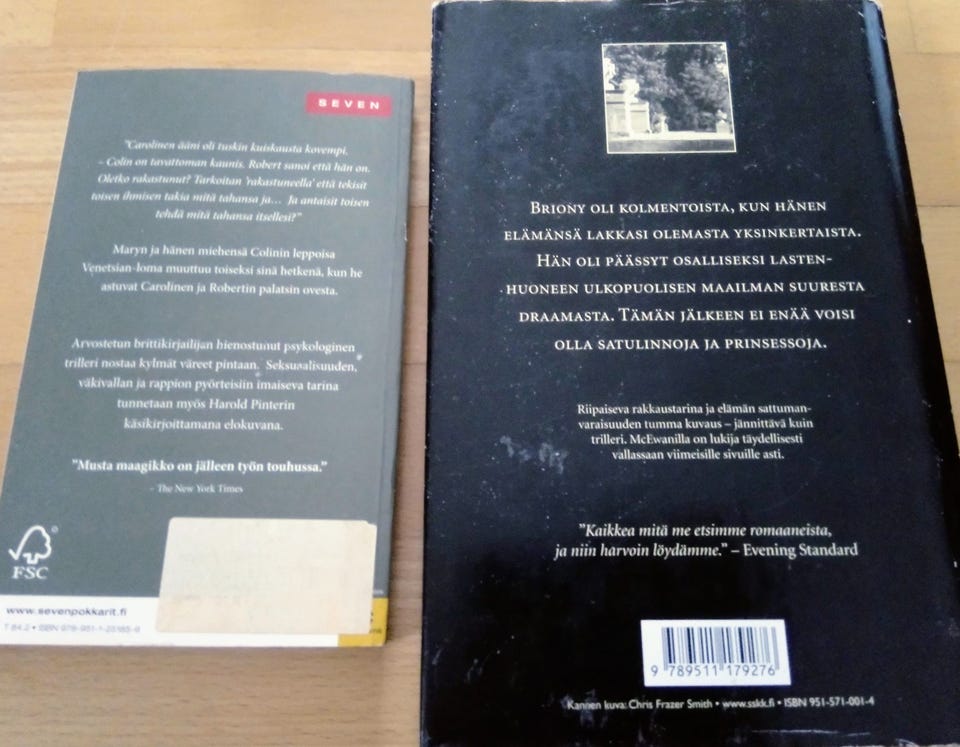 SEVEN
"Carolinen ääni oli tuskin kuiskausta kovempi.
– Colin on tavattoman kaunis. Robert sanoi että hän on.
Oletko rakastunut? Tarkoitan 'rakastuneella' että tekisit
toisen ihmisen takia mitä tahansa ja... Ja antaisit toisen
tehdä mitä tahansa itsellesi?"
Maryn ja hänen miehensä Colinin leppoisa
Venetsian-loma muuttuu toiseksi sinä hetkenä, kun he
astuvat Carolinen ja Robertin palatsin ovesta.
Arvostetun brittikirjailijan hienostunut psykologinen
trilleri nostaa kylmät väreet pintaan. Seksuaalisuuden,
väkivallan ja rappion pyörteisiin imaiseva tarina
tunnetaan myös Harold Pinterin
käsikirjoittamana elokuvana.
"Musta maagikko on jälleen työn touhussa."
– The New York Times
FSC
www.sevenpokkarit.fi
T 84.2 • ISBN
BRIONY OLI KOLMENTOISTA, KUN HÄNEN
ELÄMÄNSÄ LAKKASI OLEMASTA YKSINKERTAISTA.
HÄN OLI PÄÄSSYT OSALLISEKSI LASTEN-
HUONEEN ULKOPUOLISEN MAAILMAN SUURESTA
DRAAMASTA. TÄMÄN JÄLKEEN EI ENÄÄ VOISI
OLLA SATULINNOJA JA PRINSESSOJA.
Riipaiseva rakkaustarina ja elämän sattuman-
varaisuuden tumma kuvaus – jännittävä kuin
trilleri. McEwanilla on lukija täydellisesti
vallassaan viimeisille sivuille asti.
"Kaikkea mitä me etsimme romaaneista,
ja niin harvoin löydämme." – Evening Standard
9 789511 179276
Kannen kuva: Chris Frazer Smith • www.sskk.fi • ISBN 951-571-001-4